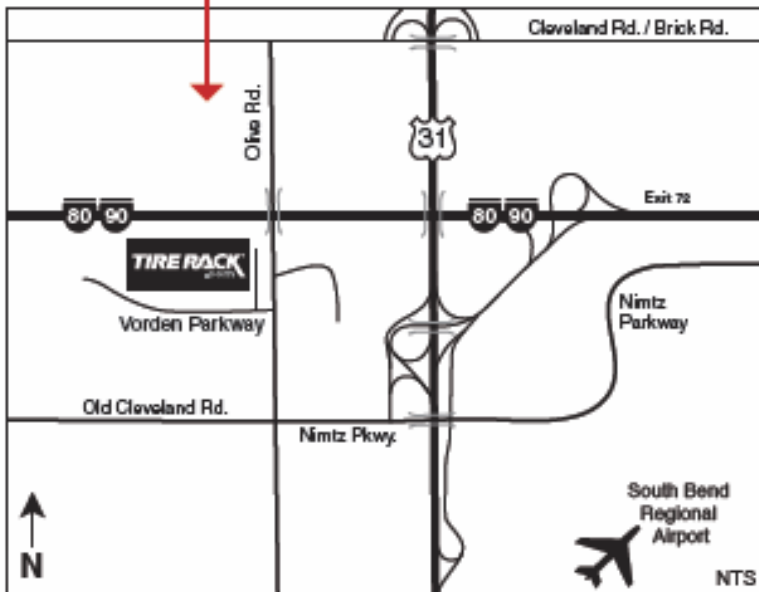 Cleveland Rd. / Brick Rd.
Olive Rd.
31
Exit 72
80 90
80 90
TIRE RACK
.com
Nimtz
Parkway
Vorden Parkway
Old Cleveland Rd.
Nimtz Pkwy.
South Bend
Regional
Airport
N
NTS